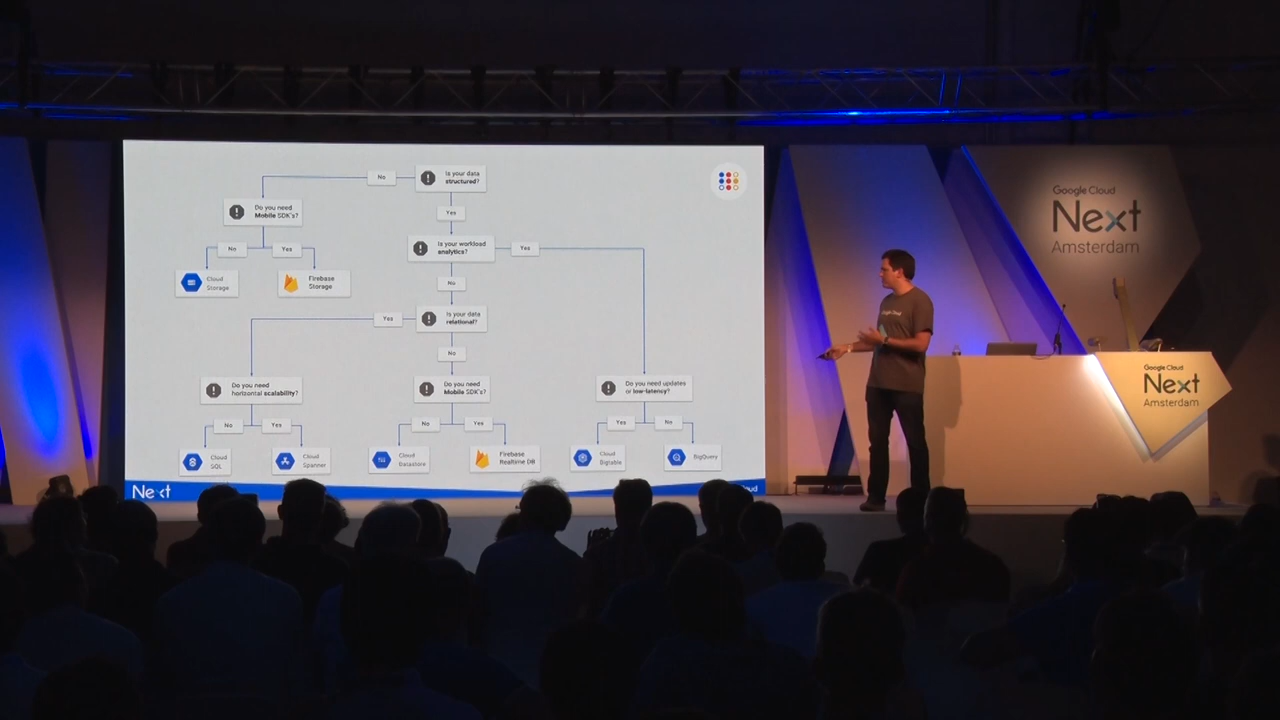 No
Is your data
structured?
Do you need
Mobile SDK's?
Yes
No
Yes
Is your workload
analytics?
Yes
Cloud
Storage
Firebase
Storage
No
Yes
Is your data
relational?
No
Do you need
horizontal scalability?
Do you need
Mobile SDK's?
Do you need updates
or low-latency?
No
Yes
No
Yes
Yes
No
Cloud
SQL
Cloud
Spanner
Cloud
Datastore
Firebase
Realtime DB
Cloud
Bigtable
BigQuery
Next
Google Cloud
Next
Amsterdam
Google Cloud
Google Cloud
Next
Amsterdam